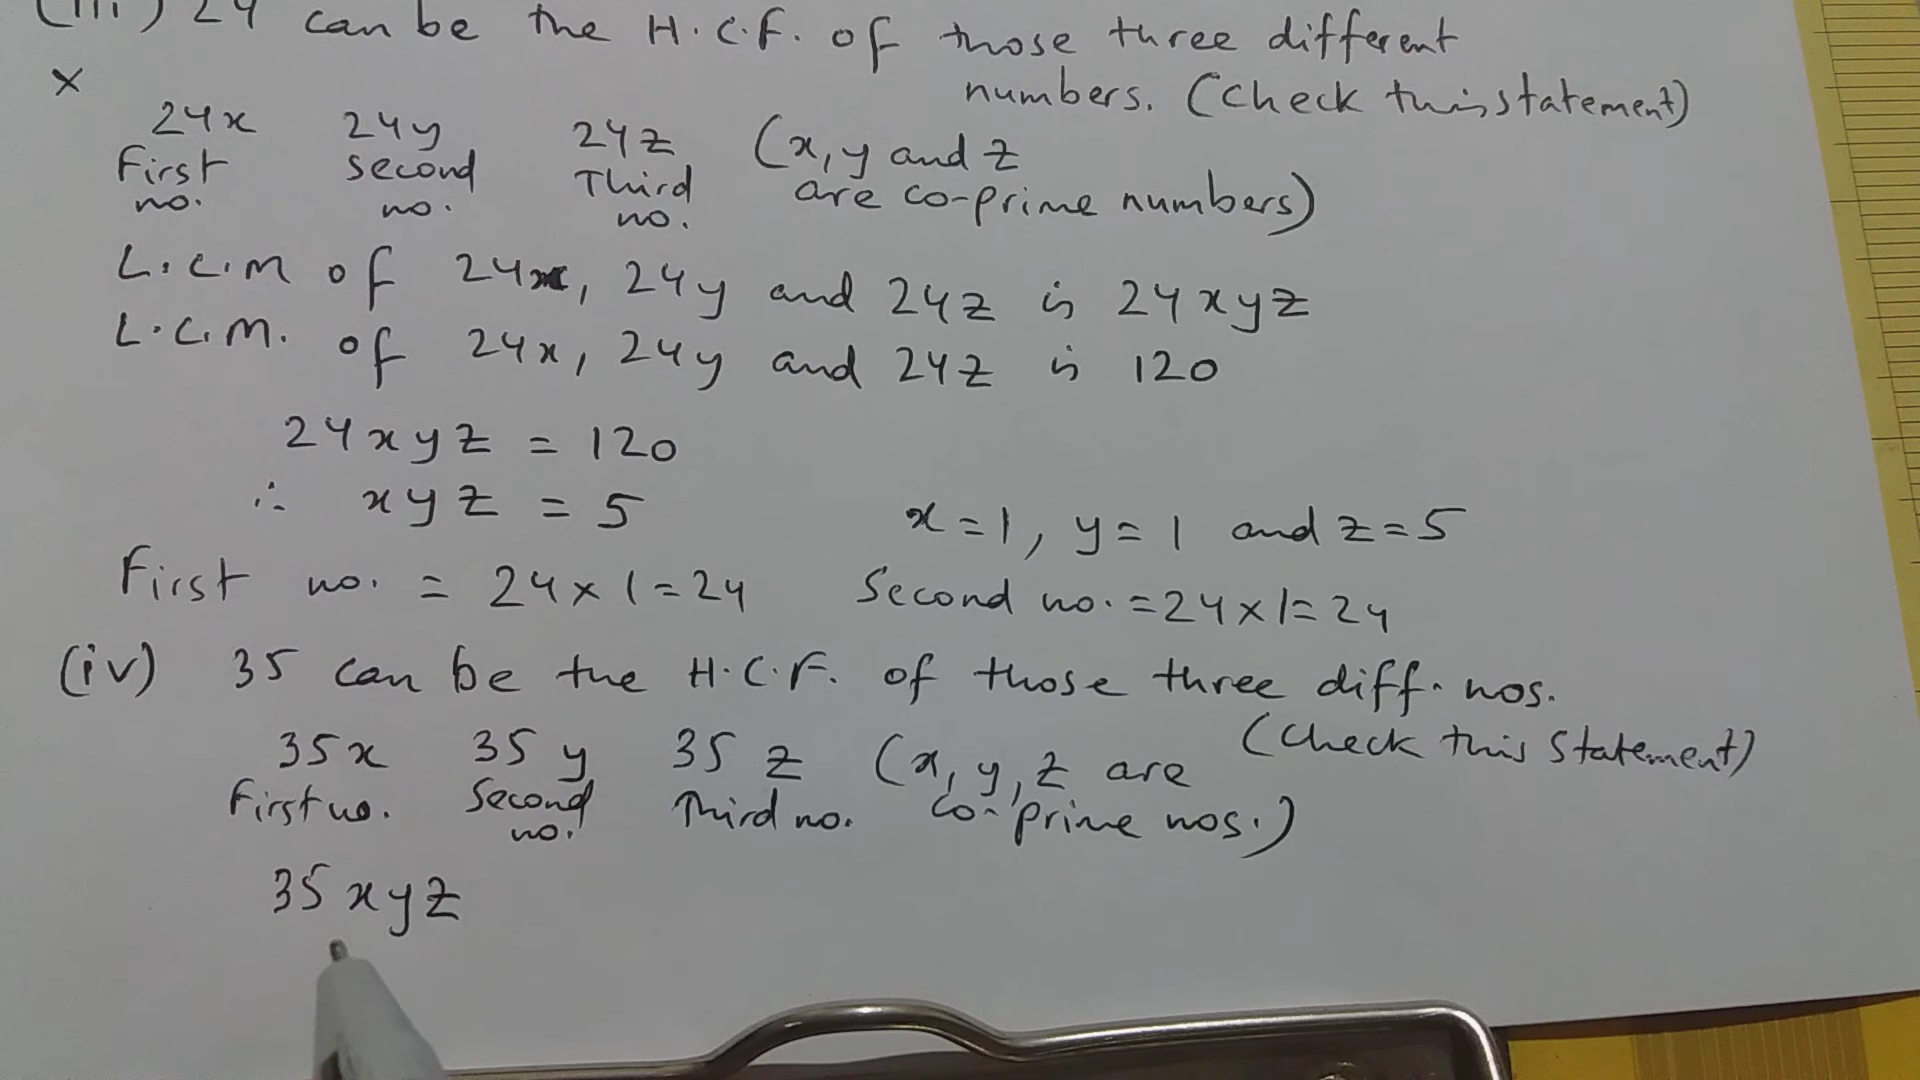 (iii) 24 can be the H.C.F. of those three different
numbers. (Check this statement)
×
24x 24y 24z (x, y and z
First second Third are co-prime numbers)
no. no. no.
L.C.M of 24x, 24y and 24z is 24xyz
L.C.M. of 24x, 24y and 24z is 120
24xyz = 120
∴ xyz = 5 x=1, y=1 and z=5
First no. = 24×1=24 Second no. =24×1=24
(iv) 35 can be the H.C.F. of those three diff. nos.
(Check this statement)
35x 35y 35z (x, y, z are
First no. Second no. Third no. co-prime nos.)
35xyz